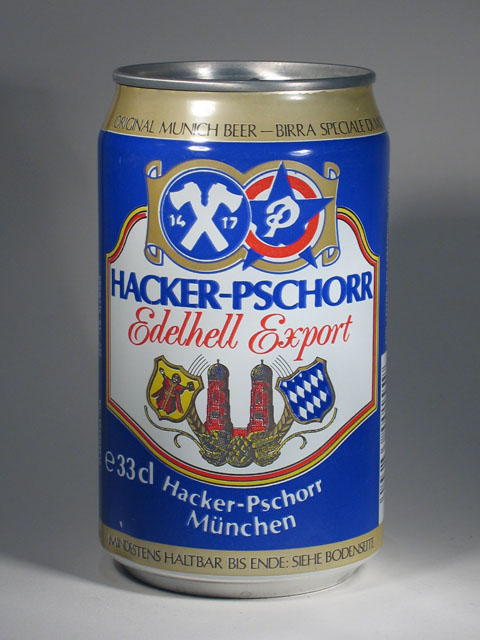 ORIGINAL MUNICH BEER — BIRRA SPECIALE DI
14 17
P
HACKER-PSCHORR
Edelhell Export
e 33 cl
Hacker-Pschorr
München
MINDESTENS HALTBAR BIS ENDE: SIEHE BODENSEITE